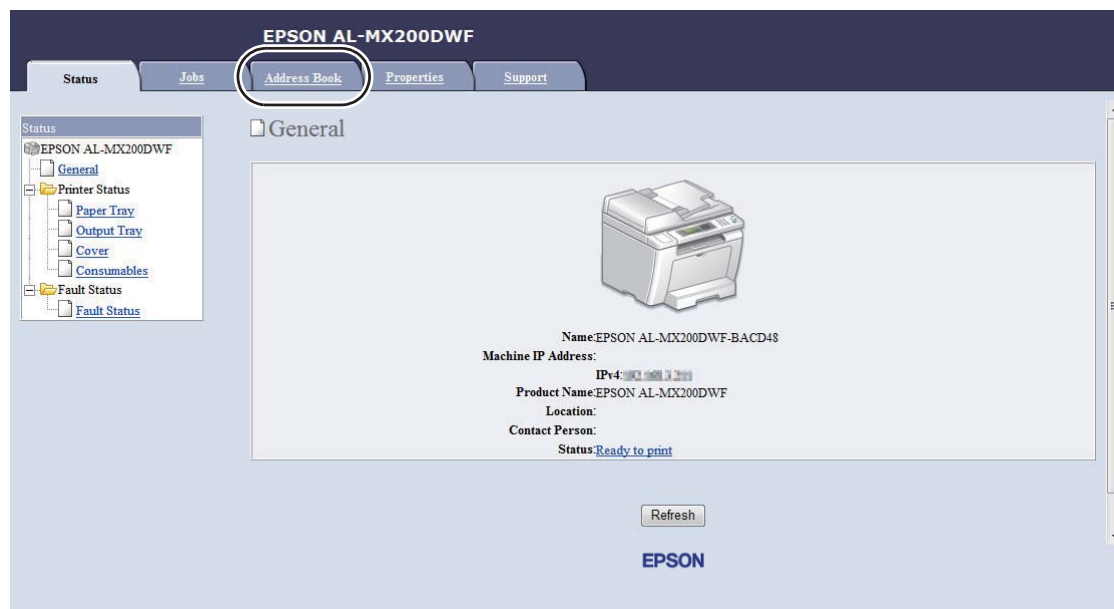 EPSON AL-MX200DWF
Status Jobs Address Book Properties Support
Status
EPSON AL-MX200DWF
General
Printer Status
Paper Tray
Output Tray
Cover
Consumables
Fault Status
Fault Status
General
Name:EPSON AL-MX200DWF-BACD48
Machine IP Address:
IPv4:
Product Name:EPSON AL-MX200DWF
Location:
Contact Person:
Status:Ready to print
Refresh
EPSON